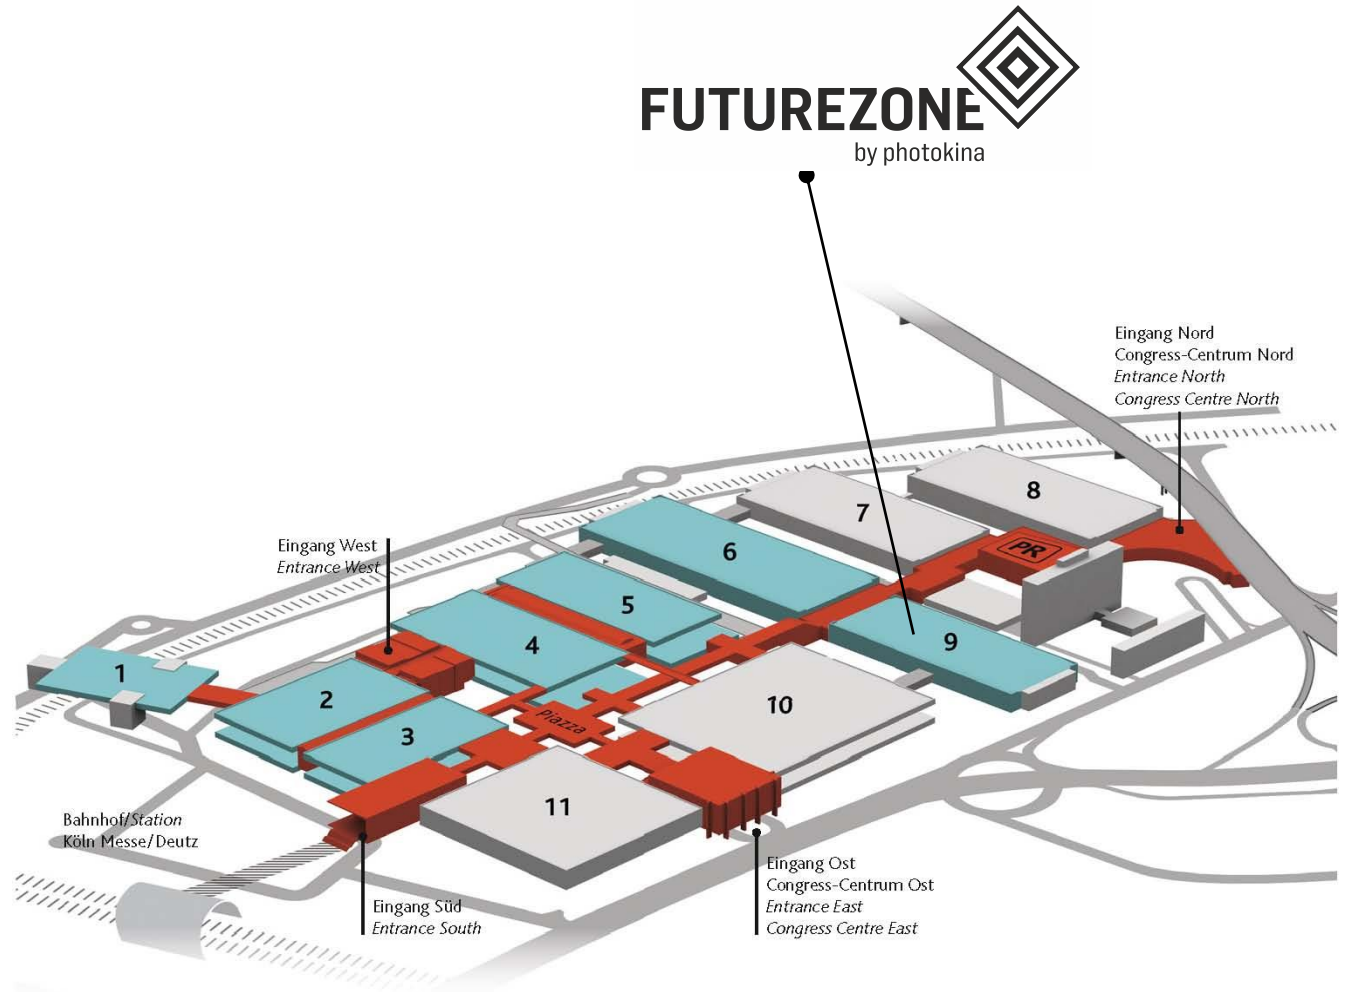 FUTUREZONE
by photokina
Eingang Nord
Congress-Centrum Nord
Entrance North
Congress Centre North
8
7
PR
6
Eingang West
Entrance West
5
4
9
1
2
10
Piazza
3
11
Bahnhof/Station
Köln Messe/Deutz
Eingang Ost
Congress-Centrum Ost
Entrance East
Congress Centre East
Eingang Süd
Entrance South